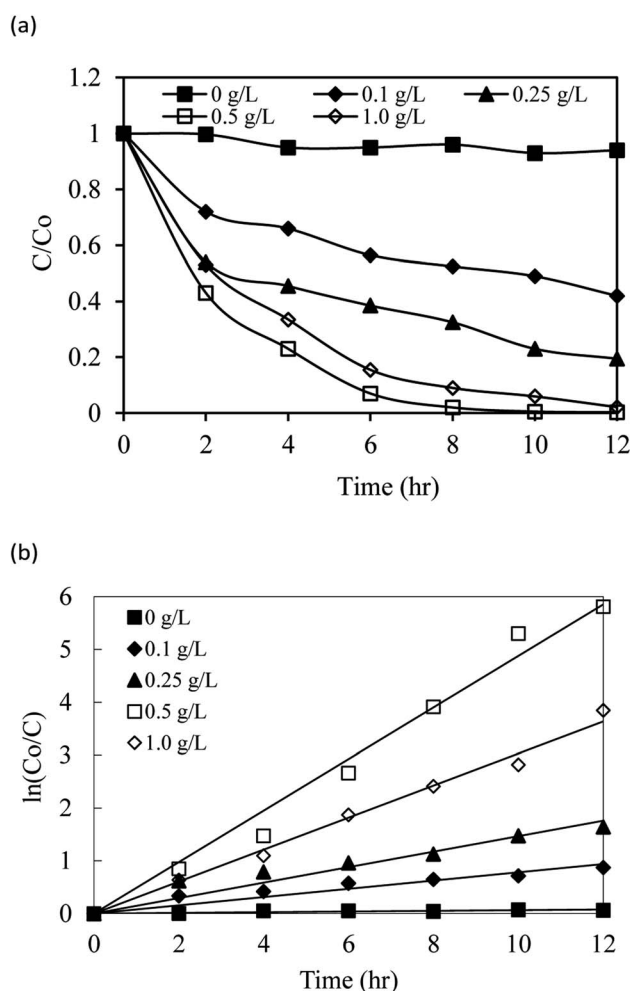 (a)
1.2
0 g/L 0.1 g/L 0.25 g/L
0.5 g/L 1.0 g/L
1
0.8
0.6
0.4
0.2
0
C/Co
0 2 4 6 8 10 12
Time (hr)
(b)
6
5
4
3
2
1
0
ln(Co/C)
0 g/L
0.1 g/L
0.25 g/L
0.5 g/L
1.0 g/L
0 2 4 6 8 10 12
Time (hr)